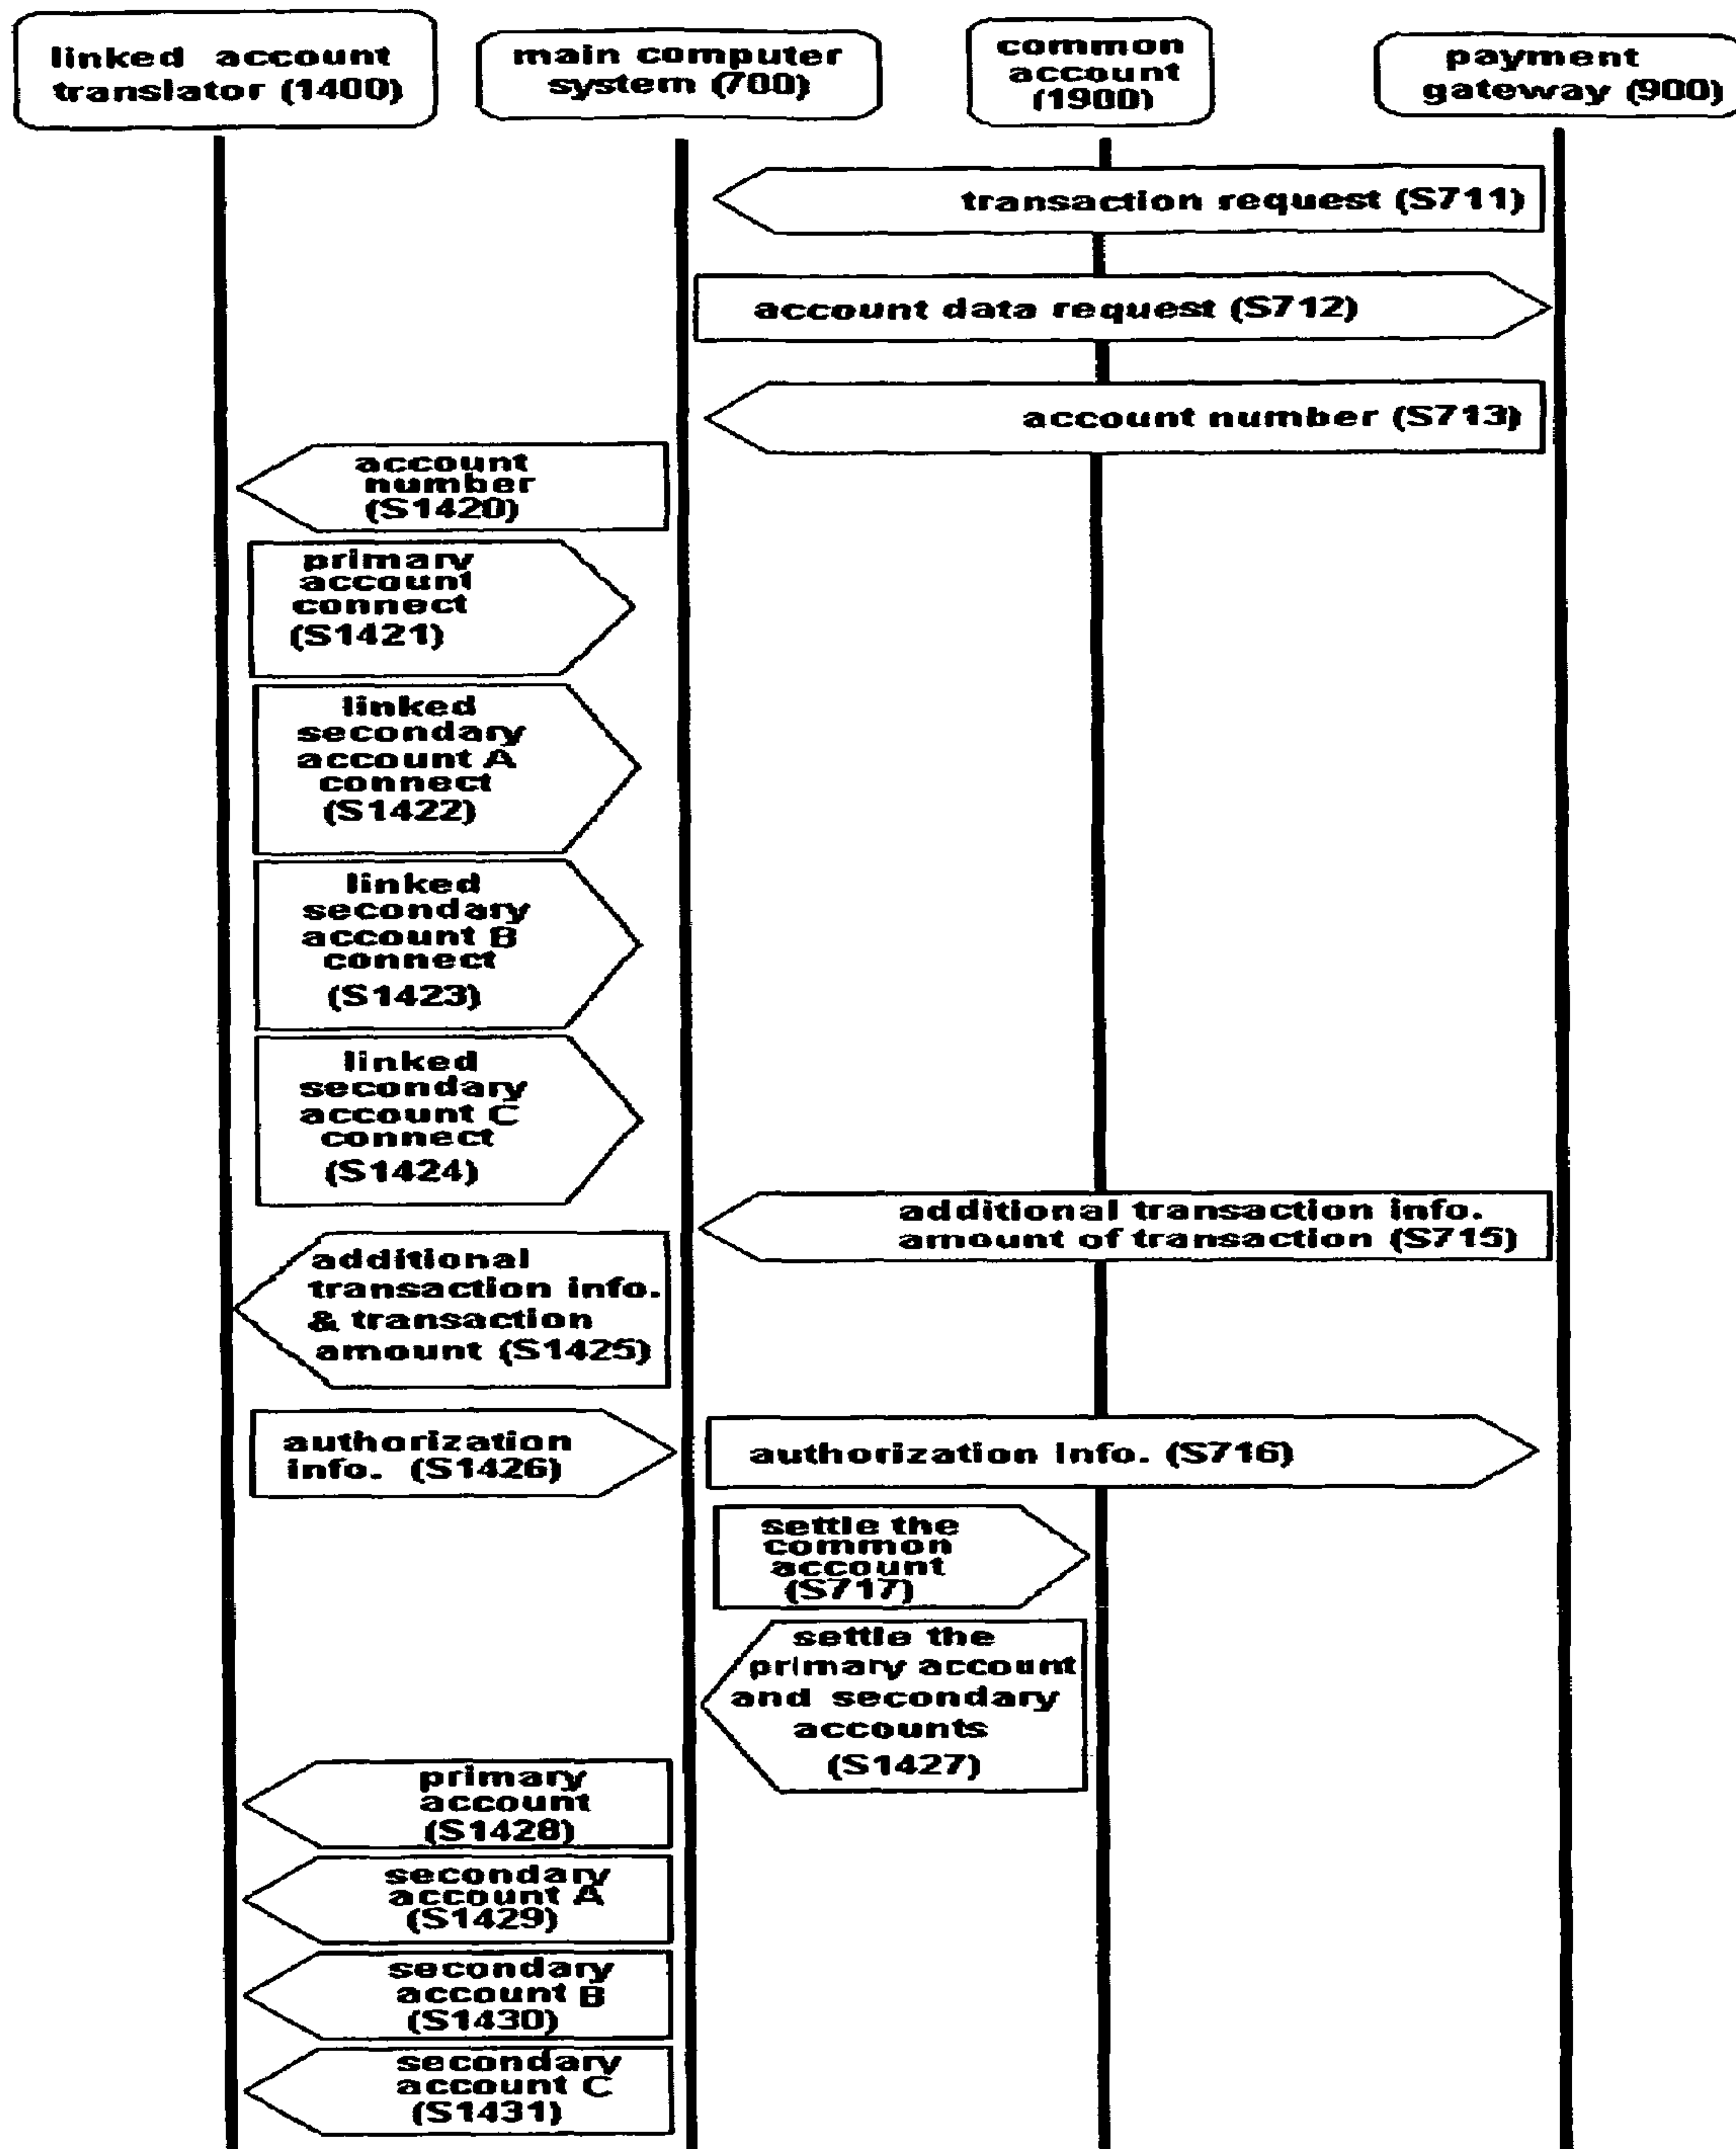 linked account
translator (1400)
main computer
system (700)
common
account
(1900)
payment
gateway (900)
transaction request (S711)
account data request (S712)
account number (S713)
account
number
(S1420)
primary
account
connect
(S1421)
linked
secondary
account A
connect
(S1422)
linked
secondary
account B
connect
(S1423)
linked
secondary
account C
connect
(S1424)
additional transaction info.
amount of transaction (S715)
additional
transaction info.
& transaction
amount (S1425)
authorization
info. (S1426)
authorization Info. (S716)
settle the
common
account
(S717)
settle the
primary account
and secondary
accounts
(S1427)
primary
account
(S1428)
secondary
account A
(S1429)
secondary
account B
(S1430)
secondary
account C
(S1431)